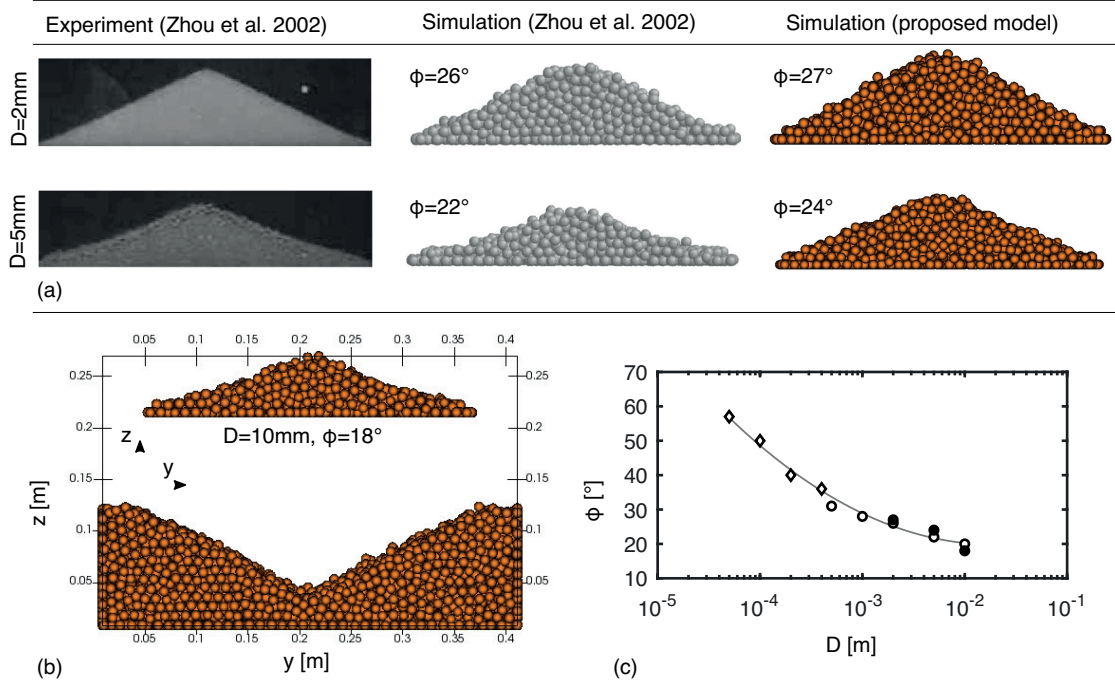 Experiment (Zhou et al. 2002)
Simulation (Zhou et al. 2002)
Simulation (proposed model)
D=2mm
ϕ=26°
ϕ=27°
D=5mm
ϕ=22°
ϕ=24°
(a)
0.05 0.1 0.15 0.2 0.25 0.3 0.35 0.4
0.25 0.25
0.2 0.2
0.15 0.15
0.1 0.1
0.05 0.05
D=10mm, ϕ=18°
z
y
z [m]
0.05 0.1 0.15 0.2 0.25 0.3 0.35 0.4
y [m]
(b)
70
60
50
40
30
20
10
ϕ [°]
10⁻⁵ 10⁻⁴ 10⁻³ 10⁻² 10⁻¹
D [m]
(c)